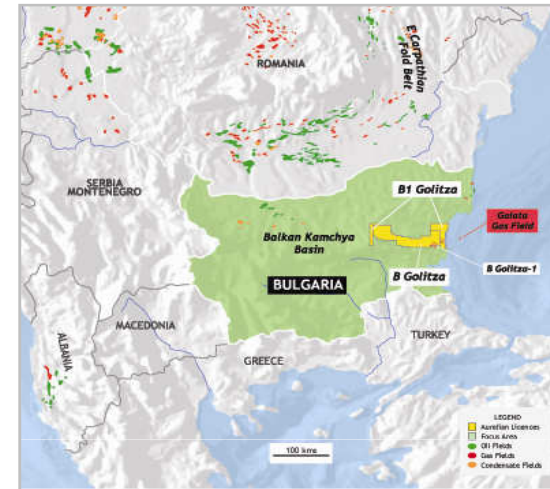 ROMANIA
E Carpathian
Fold Belt
SERBIA
MONTENEGRO
B1 Golitza
Galata
Gas Field
Balkan Kamchya
Basin
B Golitza
B Golitza-1
BULGARIA
MACEDONIA
ALBANIA
GREECE
TURKEY
100 kms
LEGEND
Aurelian Licences
Focus Area
Oil Fields
Gas Fields
Condensate Fields